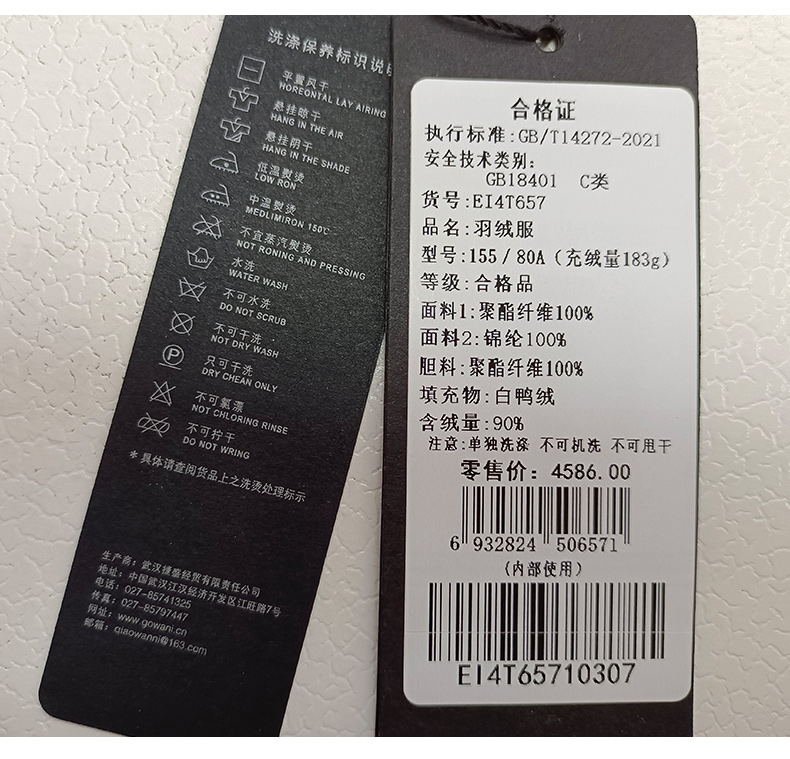 洗涤保养标识说
平置风干
HOREONTAL LAY AIRING
悬挂晾干
HANG IN THE AIR
悬挂阴干
HANG IN THE SHADE
低温熨烫
LOW RON
中温熨烫
MEDLIMIRON 150℃
不宜蒸汽熨烫
NOT RONING AND PRESSING
水洗
WATER WASH
不可水洗
DO NOT SCRUB
不可干洗
NOT DRY WASH
P
只可干洗
DRY CHEAN ONLY
不可氯漂
NOT CHLORING RINSE
不可拧干
DO NOT WRING
*具体请查阅货品上之洗烫处理标示
生产商：武汉捷盛经贸有限责任公司
地址：中国武汉江汉经济开发区江旺路7号
电话：027-85741325
传真：027-85797447
网址：www.gowani.cn
邮箱：qiaowanni@163.com
合格证
执行标准:GB/T14272-2021
安全技术类别:
GB18401 C类
货号:EI4T657
品名:羽绒服
型号:155/80A(充绒量183g)
等级:合格品
面料1:聚酯纤维100%
面料2:锦纶100%
胆料:聚酯纤维100%
填充物:白鸭绒
含绒量:90%
注意:单独洗涤 不可机洗 不可甩干
零售价: 4586.00
6 932824 506571
(内部使用)
EI4T65710307